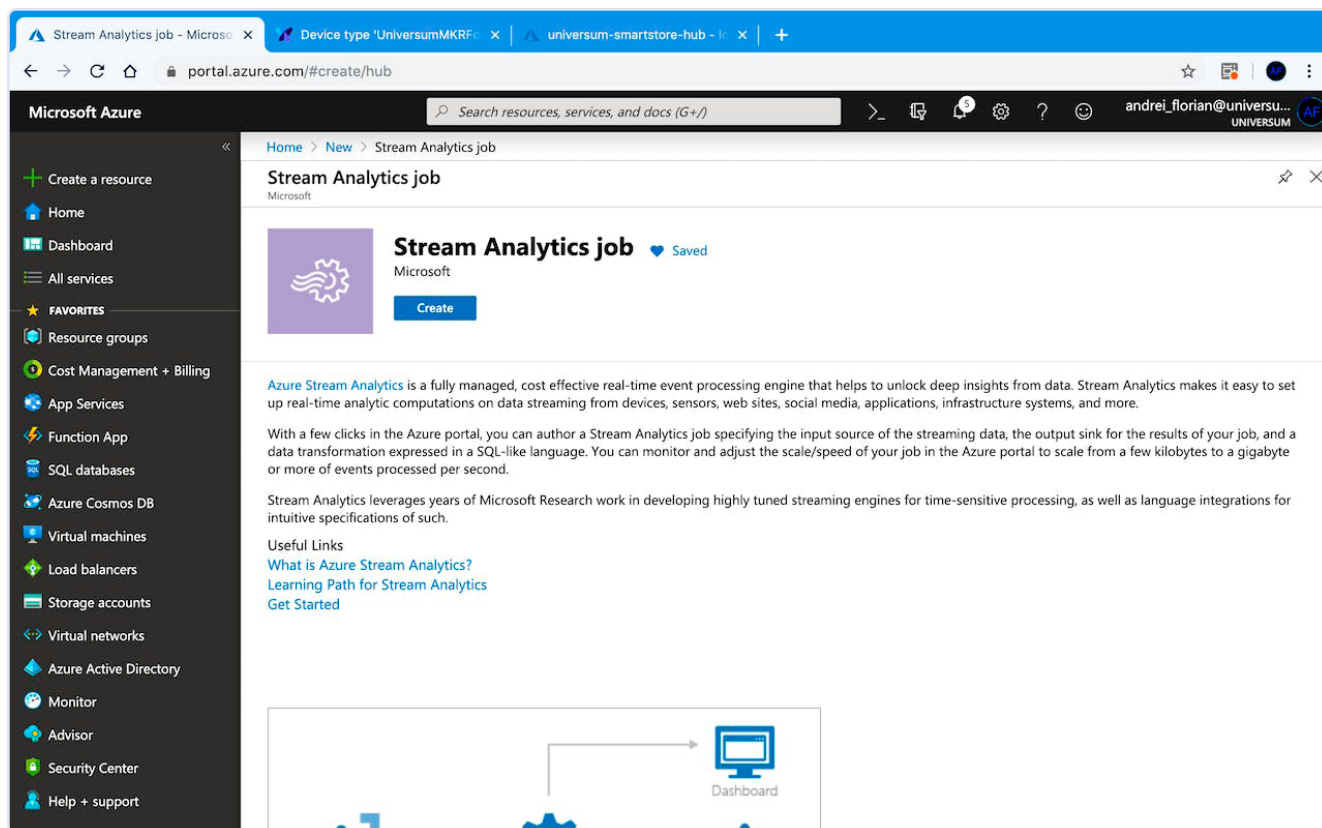 Stream Analytics job - Microso
Device type 'UniversumMKRFo
universum-smartstore-hub - Io
portal.azure.com/#create/hub
AF
Microsoft Azure
Search resources, services, and docs (G+/)
5
andrei_florian@universu...
UNIVERSUM
AF
Home > New > Stream Analytics job
Stream Analytics job
Microsoft
Create a resource
Home
Dashboard
All services
FAVORITES
Resource groups
Cost Management + Billing
App Services
Function App
SQL databases
Azure Cosmos DB
Virtual machines
Load balancers
Storage accounts
Virtual networks
Azure Active Directory
Monitor
Advisor
Security Center
Help + support
Stream Analytics job
Saved
Microsoft
Create
Azure Stream Analytics is a fully managed, cost effective real-time event processing engine that helps to unlock deep insights from data. Stream Analytics makes it easy to set
up real-time analytic computations on data streaming from devices, sensors, web sites, social media, applications, infrastructure systems, and more.
With a few clicks in the Azure portal, you can author a Stream Analytics job specifying the input source of the streaming data, the output sink for the results of your job, and a
data transformation expressed in a SQL-like language. You can monitor and adjust the scale/speed of your job in the Azure portal to scale from a few kilobytes to a gigabyte
or more of events processed per second.
Stream Analytics leverages years of Microsoft Research work in developing highly tuned streaming engines for time-sensitive processing, as well as language integrations for
intuitive specifications of such.
Useful Links
What is Azure Stream Analytics?
Learning Path for Stream Analytics
Get Started
Dashboard